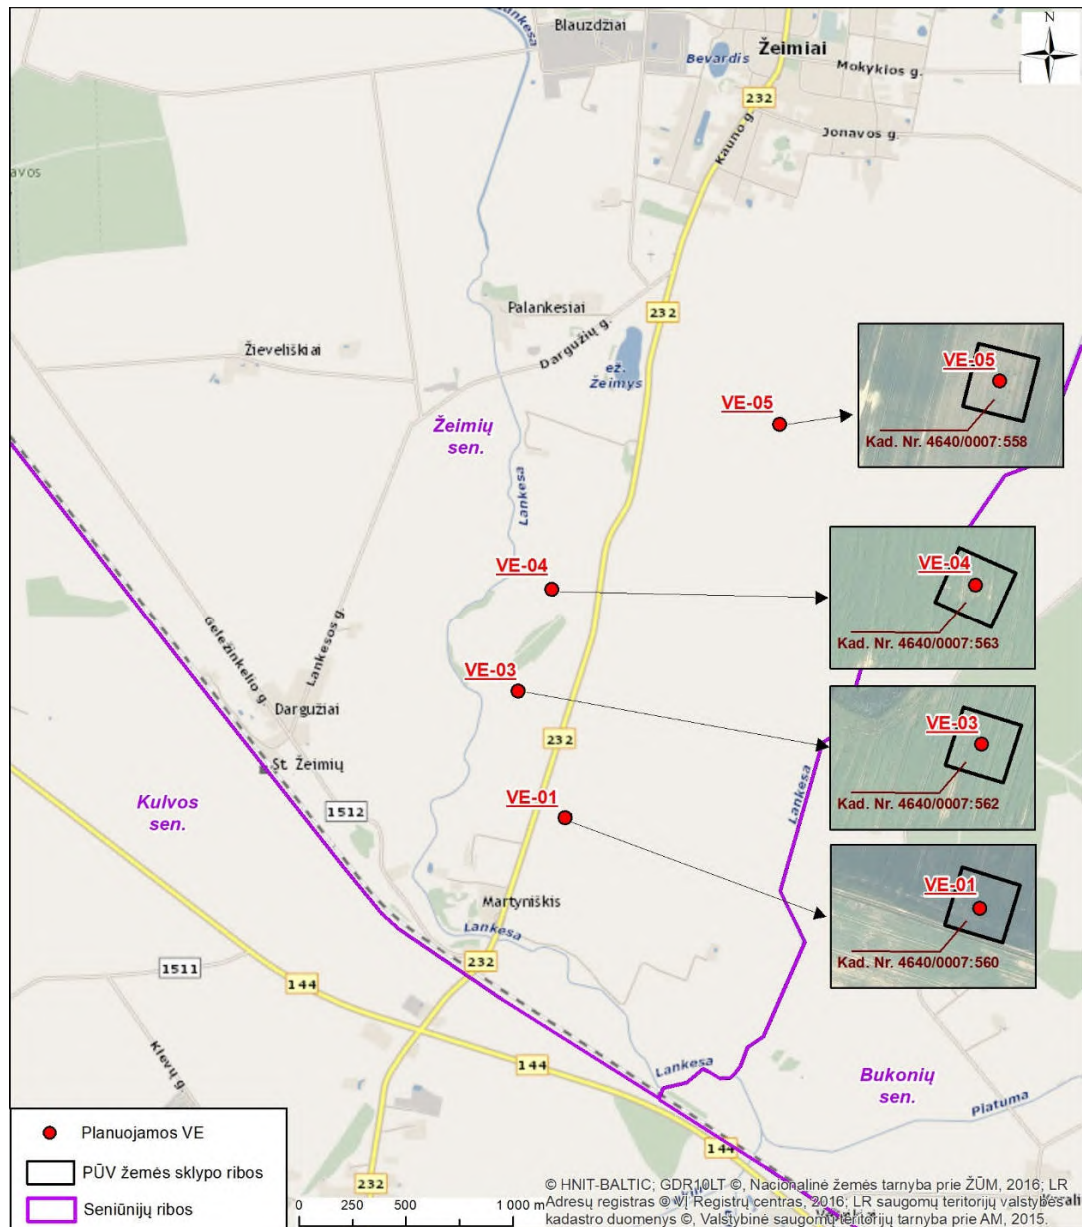 Lankesa
Blauzdžiai
Žeimiai
N
Bevardis
Mokyklos g.
232
Kauno g.
Jonavos g.
avos
Palankesiai
232
Dargužių g.
Žieveliškiai
ež.
Žeimys
VE-05
VE-05
Kad. Nr. 4640/0007:558
Žeimių
sen.
Lankesa
VE-04
VE-04
Kad. Nr. 4640/0007:563
Geležinkelio g.
Lankesos g.
VE-03
VE-03
Kad. Nr. 4640/0007:562
Dargužiai
232
Lankesa
Şt. Žeimių
Kulvos
sen.
1512
VE-01
VE-01
Kad. Nr. 4640/0007:560
Martyniškis
Lankesa
232
1511
144
Klevų g.
144
Lankesa
Bukonių
sen.
Platuma
144
232
Planuojamos VE
PŪV žemės sklypo ribos
Seniūnijų ribos
0 250 500 1 000 m
© HNIT-BALTIC; GDR10LT ©, Nacionalinė žemės tarnyba prie ŽŪM, 2016; LR
Adresų registras © VĮ Registrų centras, 2016; LR saugomų teritorijų valstybės
kadastro duomenys ©, Valstybinė saugomų teritorijų tarnyba prie AM, 2015.